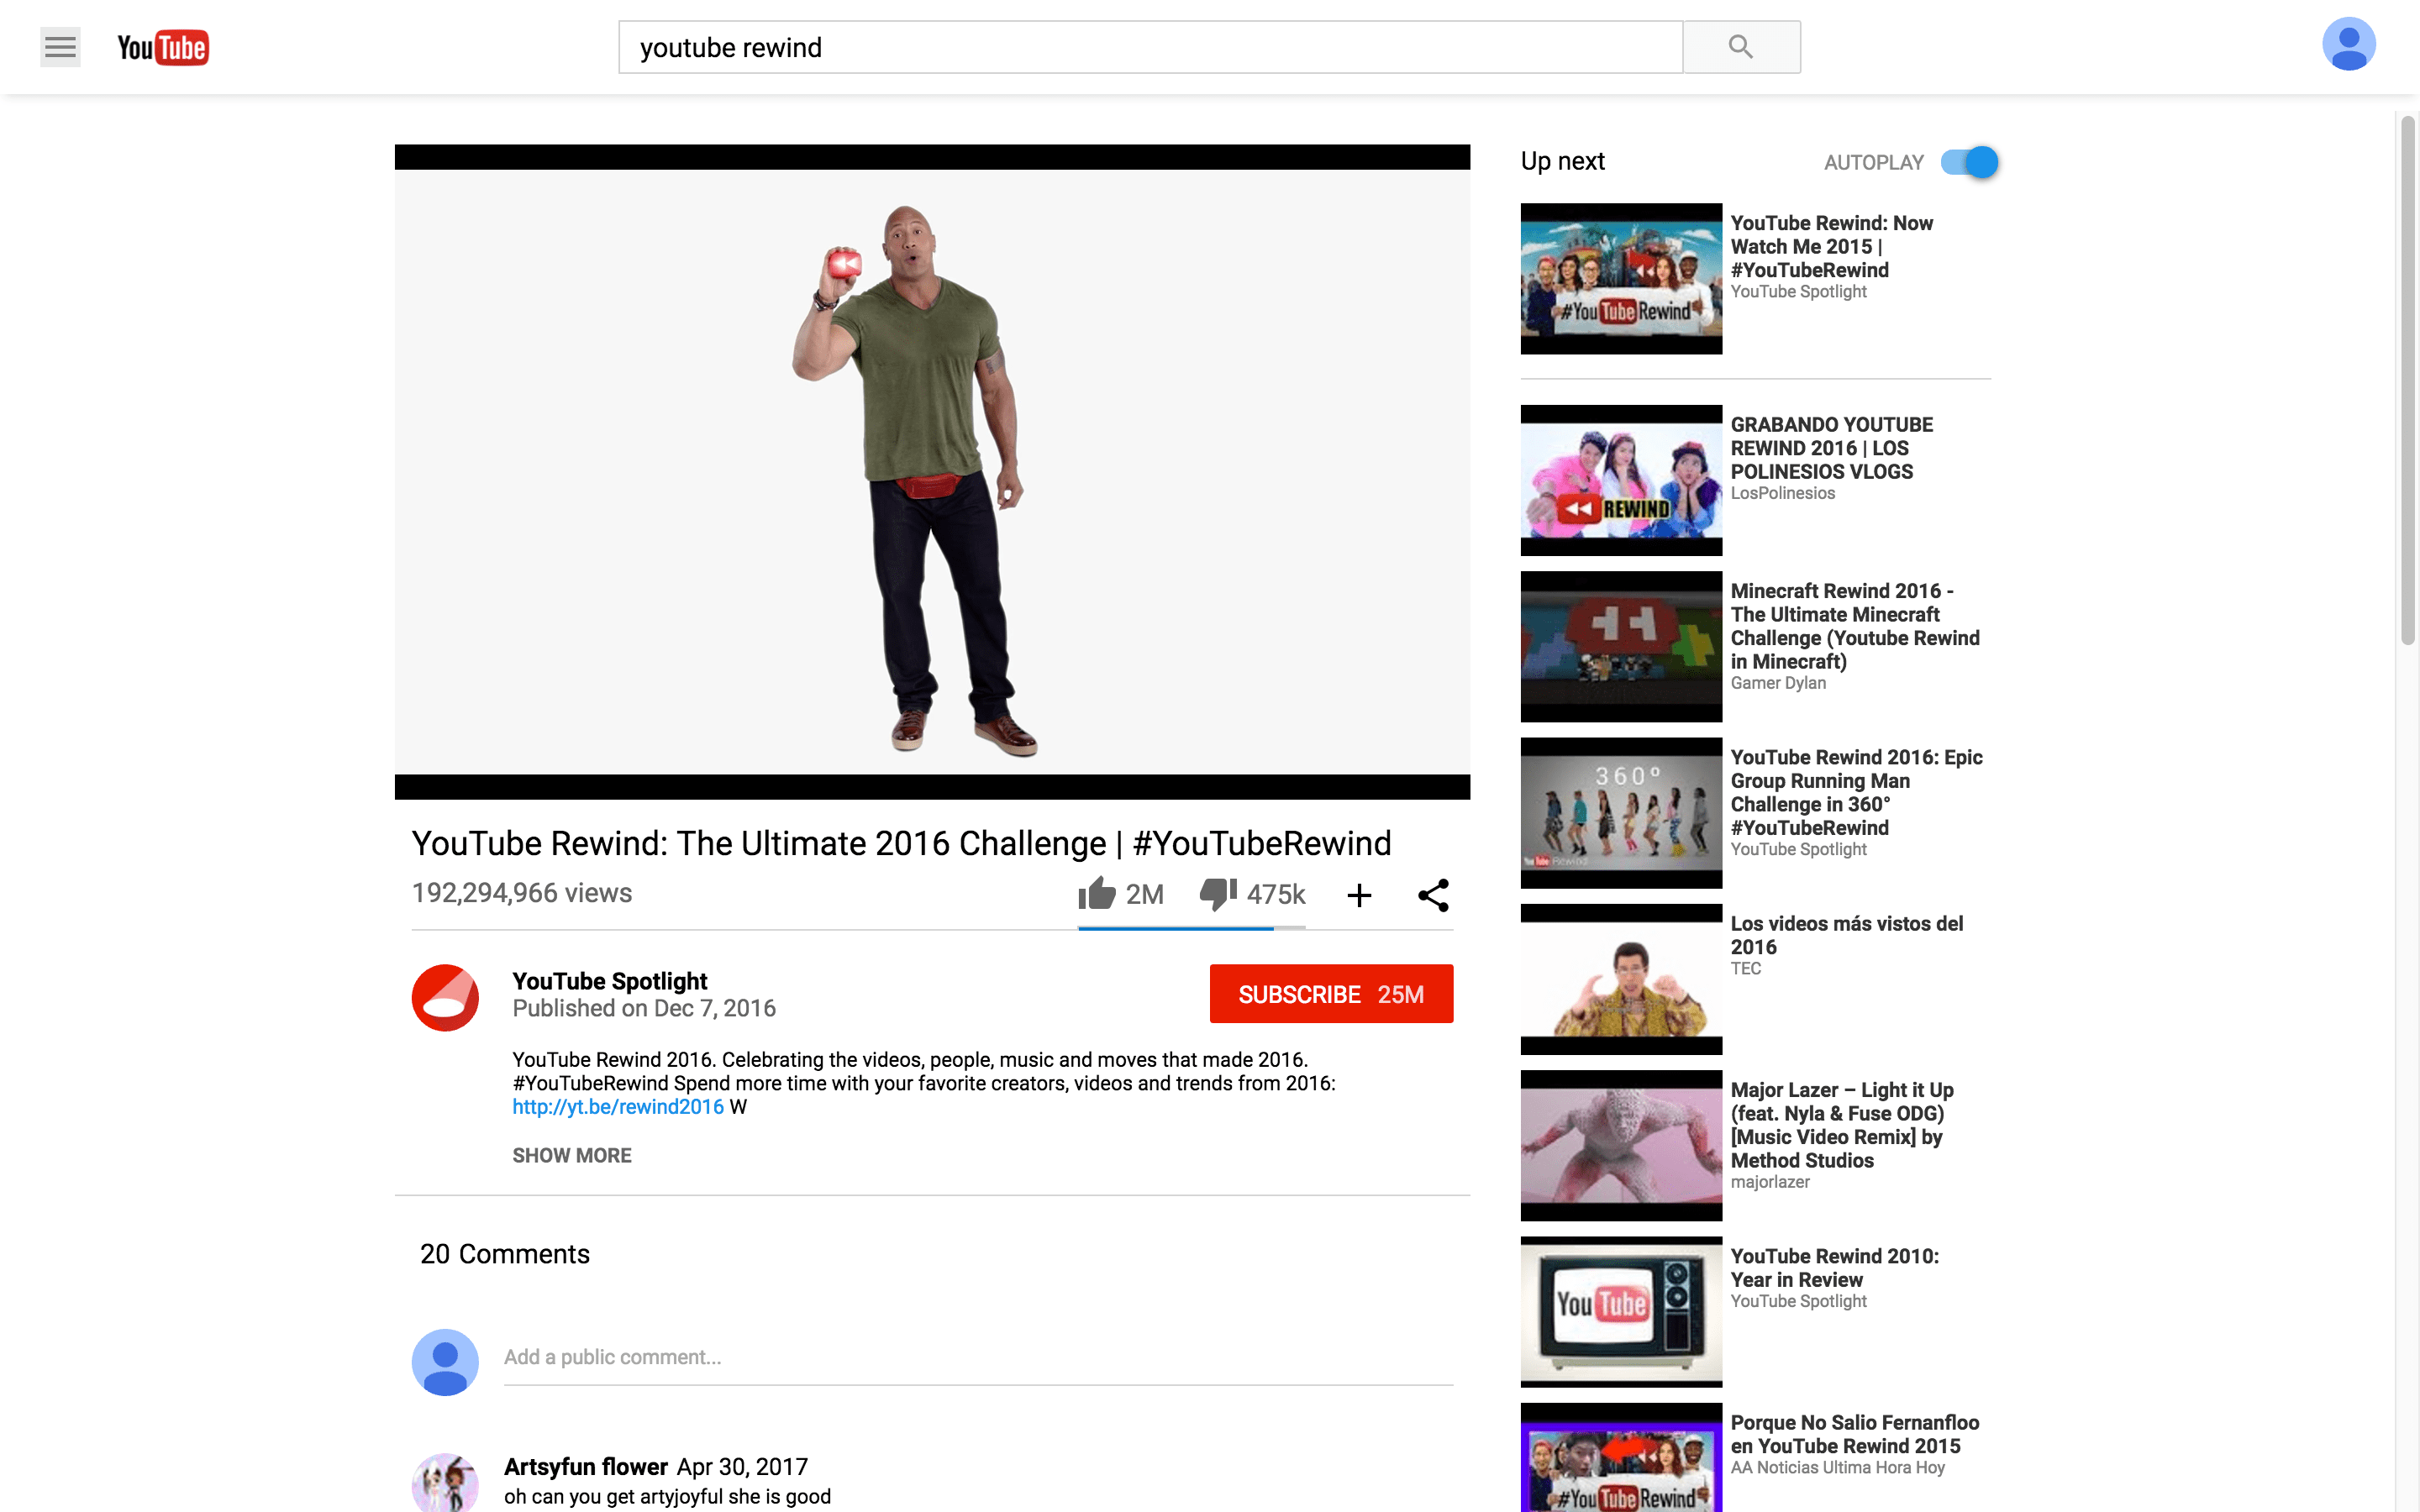 YouTube
youtube rewind
Up next
AUTOPLAY
YouTube Rewind: Now
Watch Me 2015 |
#YouTubeRewind
YouTube Spotlight
#YouTubeRewind
GRABANDO YOUTUBE
REWIND 2016 | LOS
POLINESIOS VLOGS
LosPolinesios
REWIND
Minecraft Rewind 2016 -
The Ultimate Minecraft
Challenge (Youtube Rewind
in Minecraft)
Gamer Dylan
YouTube Rewind 2016: Epic
Group Running Man
Challenge in 360°
#YouTubeRewind
YouTube Spotlight
360°
YouTube Rewind
Los videos más vistos del
2016
TEC
Major Lazer – Light it Up
(feat. Nyla & Fuse ODG)
[Music Video Remix] by
Method Studios
majorlazer
YouTube Rewind 2010:
Year in Review
YouTube Spotlight
YouTube
Porque No Salio Fernanfloo
en YouTube Rewind 2015
AA Noticias Ultima Hora Hoy
#YouTubeRewind
YouTube Rewind: The Ultimate 2016 Challenge | #YouTubeRewind
192,294,966 views
2M
475k
YouTube Spotlight
Published on Dec 7, 2016
SUBSCRIBE 25M
YouTube Rewind 2016. Celebrating the videos, people, music and moves that made 2016.
#YouTubeRewind Spend more time with your favorite creators, videos and trends from 2016:
http://yt.be/rewind2016 W
SHOW MORE
20 Comments
Add a public comment...
Artsyfun flower Apr 30, 2017
oh can you get artyjoyful she is good